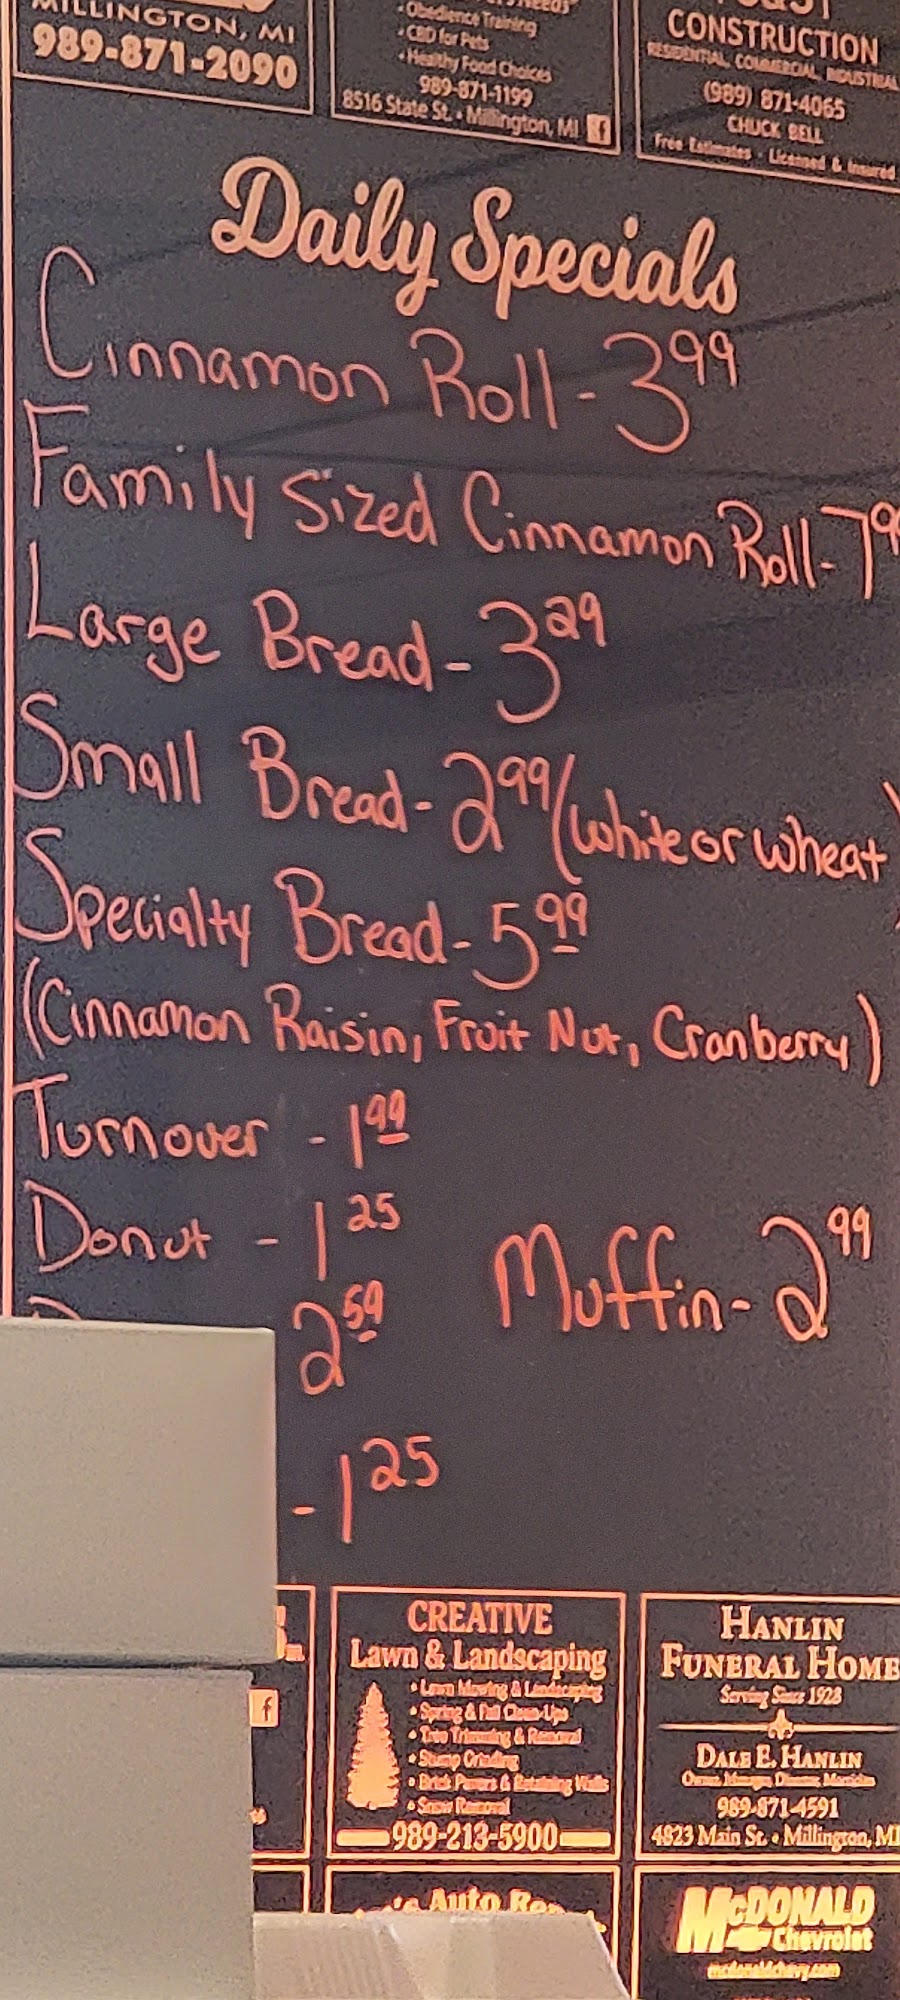 MILLINGTON, MI
989-871-2090
• Obedience Training
• CBD for Pets
• Healthy Food Choices
989-871-1199
8516 State St. • Millington, MI
CONSTRUCTION
RESIDENTIAL, COMMERCIAL, INDUSTRIAL
(989) 871-4065
CHUCK BELL
Free Estimates - Licensed & Insured
Daily Specials
Cinnamon Roll - 3.99
Family Sized Cinnamon Roll - 7
Large Bread - 3.29
Small Bread - 2.99 (white or wheat)
Specialty Bread - 5.99
(Cinnamon Raisin, Fruit Nut, Cranberry)
Turnover - 1.99
Donut - 1.25
Muffin - 2.99
2.59
- 1.25
CREATIVE
Lawn & Landscaping
• Lawn Mowing & Landscaping
• Spring & Fall Clean-Ups
• Tree Trimming & Removal
• Stump Grinding
• Brick Pavers & Retaining Walls
• Snow Removal
989-213-5900
HANLIN
FUNERAL HOME
Serving Since 1928
DALE E. HANLIN
989-871-4591
4823 Main St. • Millington, MI
Auto
McDONALD
Chevrolet
mcdonaldchevy.com